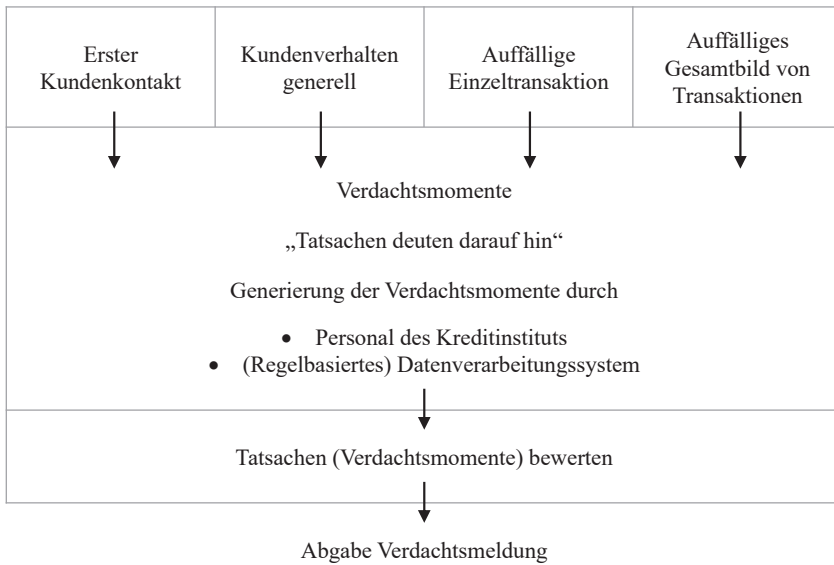 Erster
Kundenkontakt
Kundenverhalten
generell
Auffällige
Einzeltransaktion
Auffälliges
Gesamtbild von
Transaktionen
Verdachtsmomente
„Tatsachen deuten darauf hin“
Generierung der Verdachtsmomente durch
• Personal des Kreditinstituts
• (Regelbasiertes) Datenverarbeitungssystem
Tatsachen (Verdachtsmomente) bewerten
Abgabe Verdachtsmeldung